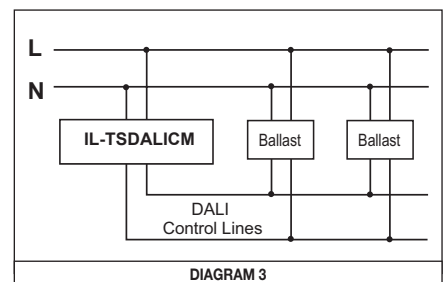 L
N
IL-TSDALICM
Ballast
Ballast
DALI
Control Lines
DIAGRAM 3